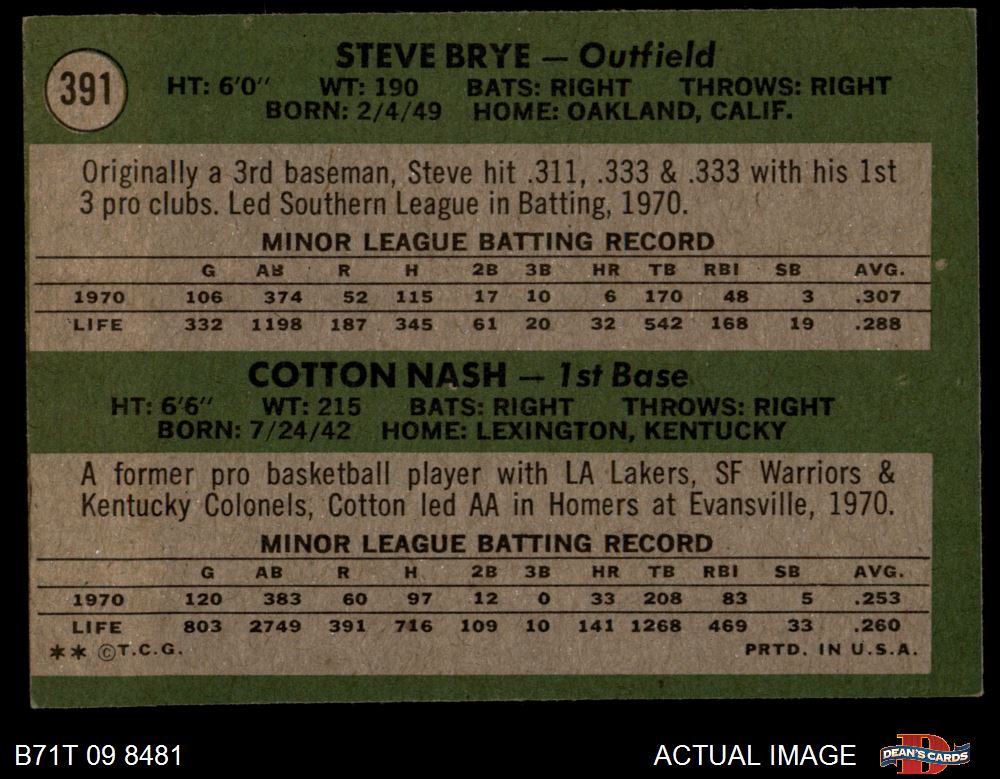 391
STEVE BRYE — Outfield
HT: 6'0" WT: 190 BATS: RIGHT THROWS: RIGHT
BORN: 2/4/49 HOME: OAKLAND, CALIF.
Originally a 3rd baseman, Steve hit .311, .333 & .333 with his 1st
3 pro clubs. Led Southern League in Batting, 1970.
MINOR LEAGUE BATTING RECORD
G AB R H 2B 3B HR TB RBI SB AVG.
1970 106 374 52 115 17 10 6 170 48 3 .307
LIFE 332 1198 187 345 61 20 32 542 168 19 .288
COTTON NASH — 1st Base
HT: 6'6" WT: 215 BATS: RIGHT THROWS: RIGHT
BORN: 7/24/42 HOME: LEXINGTON, KENTUCKY
A former pro basketball player with LA Lakers, SF Warriors &
Kentucky Colonels, Cotton led AA in Homers at Evansville, 1970.
MINOR LEAGUE BATTING RECORD
G AB R H 2B 3B HR TB RBI SB AVG.
1970 120 383 60 97 12 0 33 208 83 5 .253
LIFE 803 2749 391 716 109 10 141 1268 469 33 .260
** ©T.C.G. PRTD. IN U.S.A.
B71T 09 8481 ACTUAL IMAGE DEAN'S CARDS